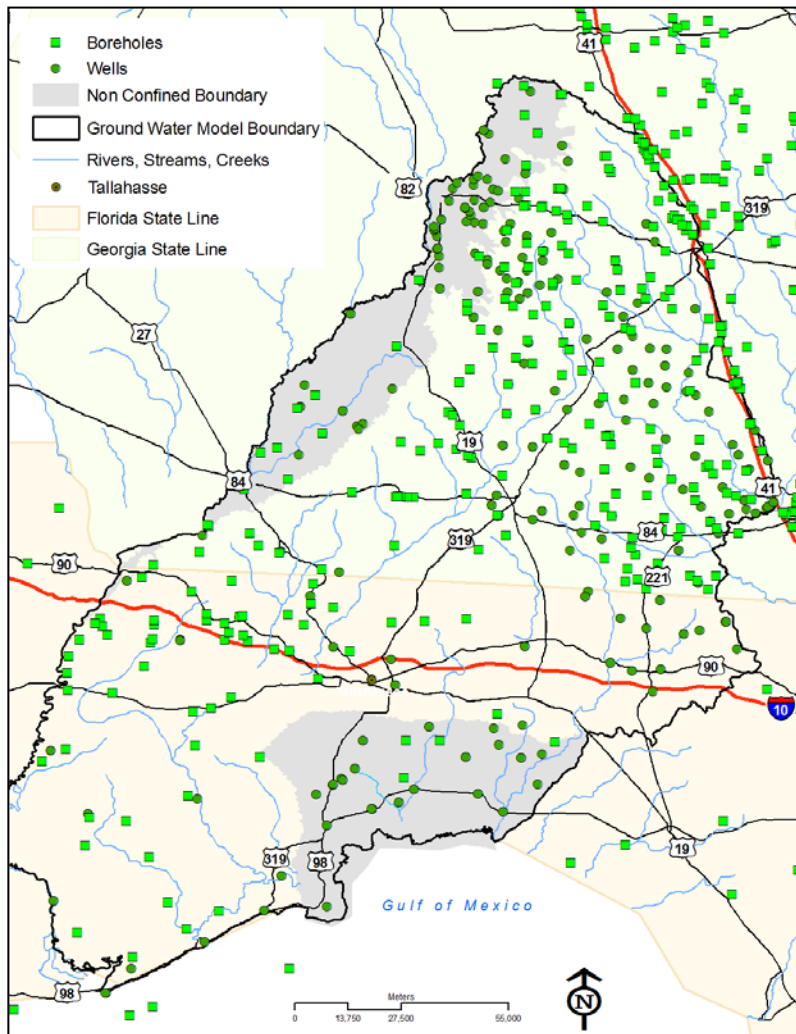 Boreholes
Wells
Non Confined Boundary
Ground Water Model Boundary
Rivers, Streams, Creeks
Tallahasse
Florida State Line
Georgia State Line
41
82
319
27
19
84
41
319
84
90
221
90
10
319
98
19
Gulf of Mexico
98
Meters
0 13,750 27,500 55,000
N